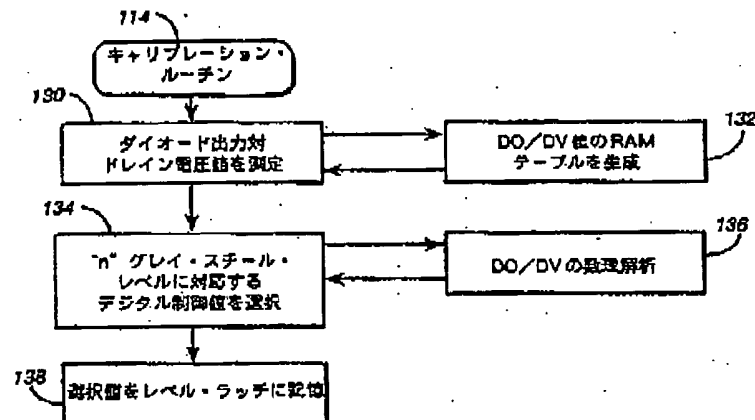 114
キャリブレーション・
ルーチン
130
ダイオード出力対
ドレイン電圧値を測定
132
DO/DV値のRAM
テーブルを生成
134
"n" グレイ・スチール・
レベルに対応する
デジタル制御値を選択
136
DO/DVの数理解析
138
選択値をレベル・ラッチに記憶